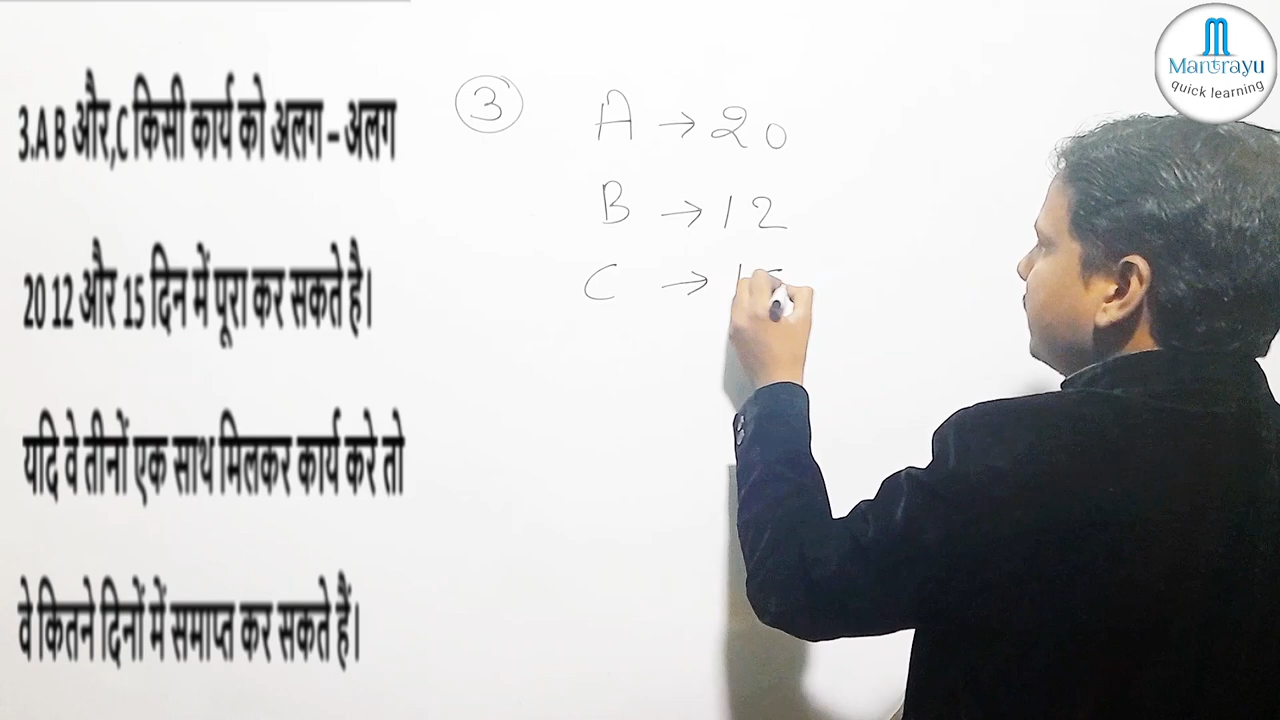 3.A B और,C किसी कार्य को अलग – अलग
20 12 और 15 दिन में पूरा कर सकते है।
यदि वे तीनों एक साथ मिलकर कार्य करे तो
वे कितने दिनों में समाप्त कर सकते हैं।
3
A → 20
B → 12
C → 15
Mantrayu
quick learning